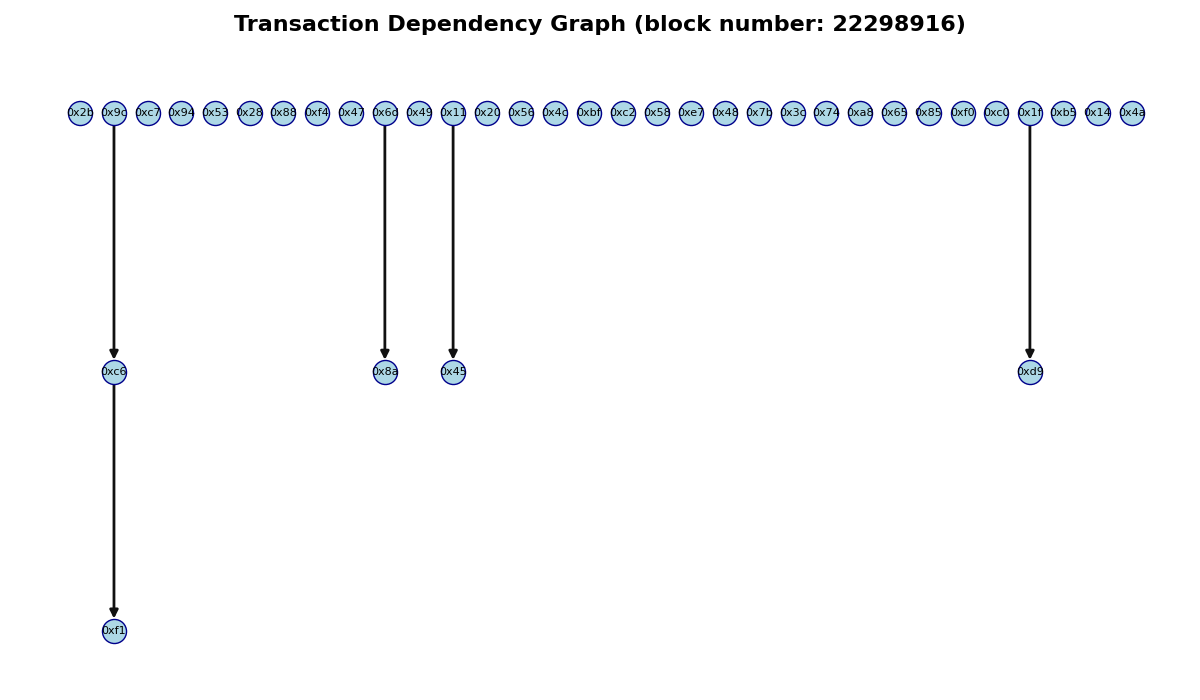 Transaction Dependency Graph (block number: 22298916)
0x2b 0x9c 0xc7 0x94 0x53 0x28 0x88 0xf4 0x47 0x6d 0x49 0x11 0x20 0x56 0x4c 0xbf 0xc2 0x58 0xe7 0x48 0x7b 0x3c 0x74 0xa8 0x65 0x85 0xf0 0xc0 0x1f 0xb5 0x14 0x4a
0xc6 0x8a 0x45 0xd9
0xf1